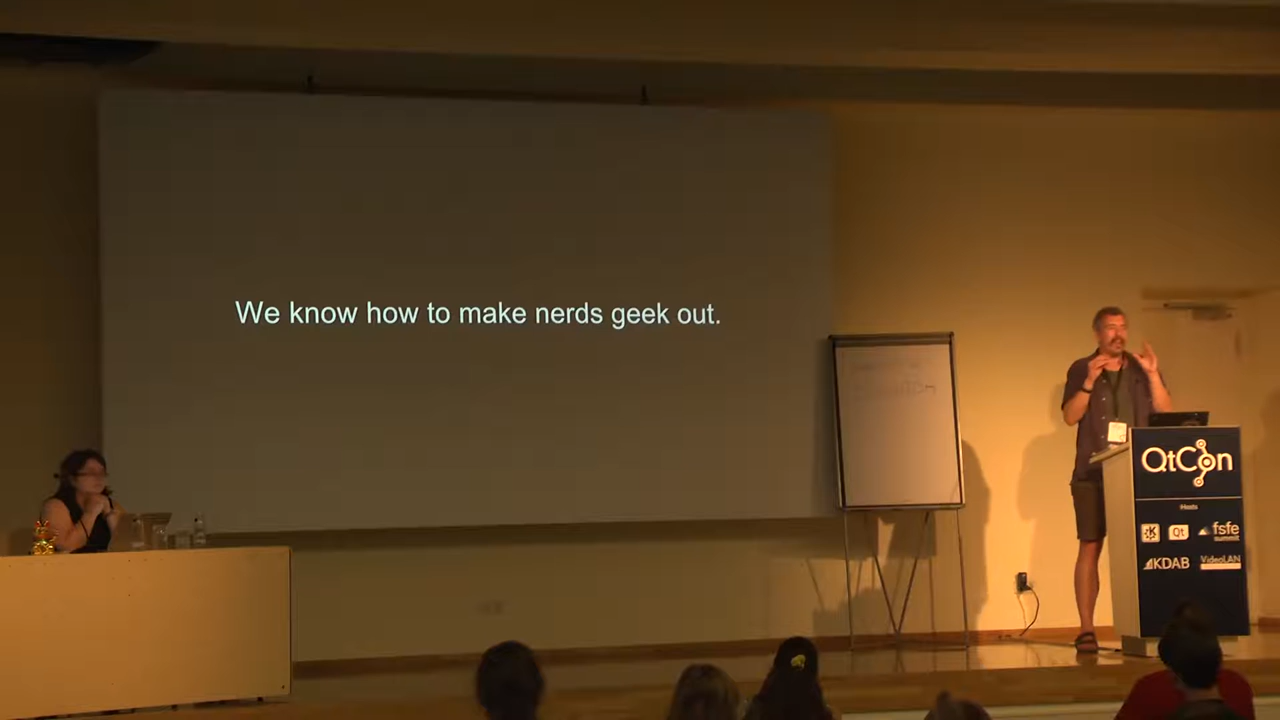 We know how to make nerds geek out.
QtCon
Hosts
Qt
fsfe
summit
KDAB
VideoLAN